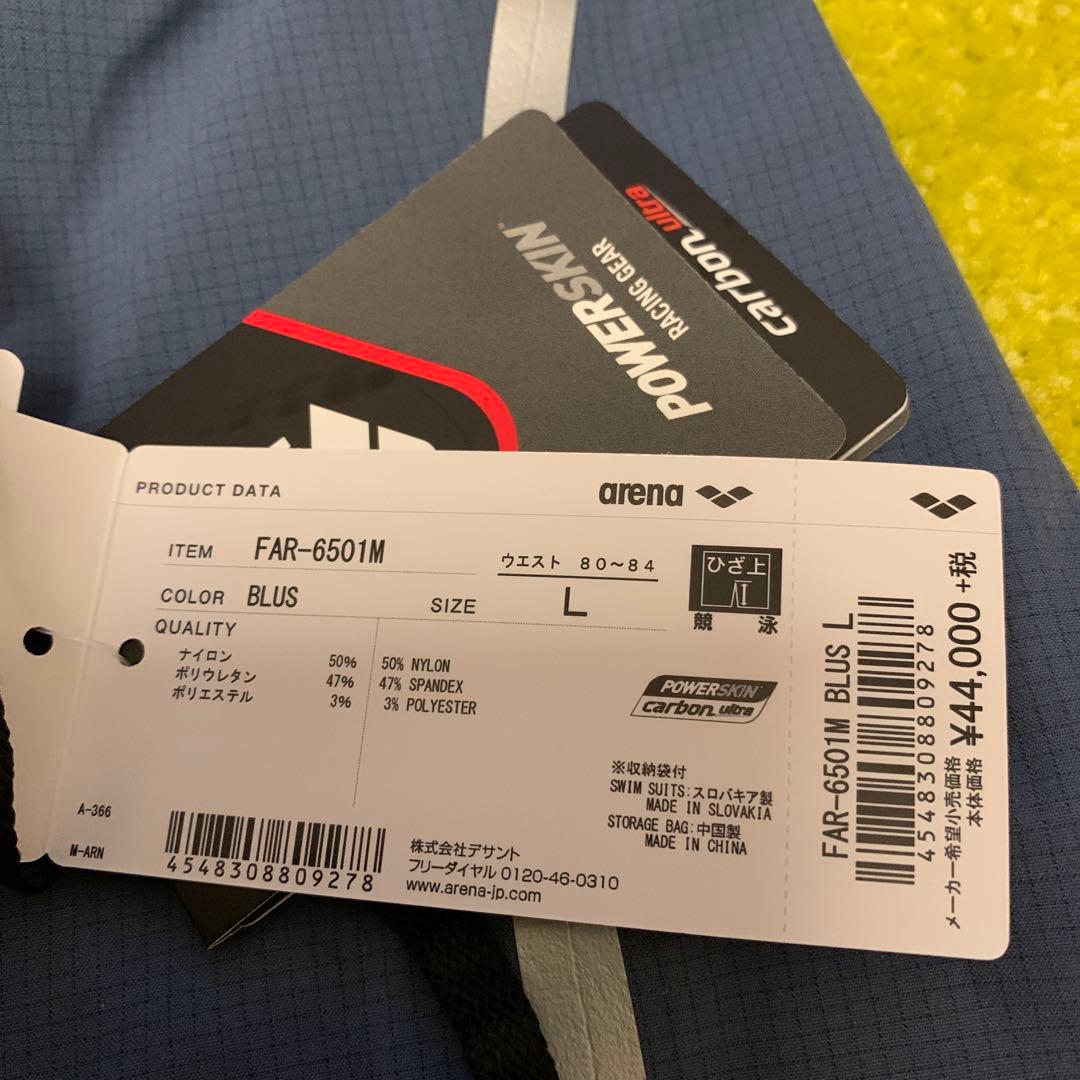 carbon ultra
POWERSKIN
RACING GEAR
PRODUCT DATA
arena
ITEM FAR-6501M
ウエスト 80～84
COLOR BLUS
SIZE L
ひざ上
競泳
QUALITY
ナイロン 50%
ポリウレタン 47%
ポリエステル 3%
50% NYLON
47% SPANDEX
3% POLYESTER
POWERSKIN
carbon ultra
※収納袋付
SWIM SUITS:スロバキア製
MADE IN SLOVAKIA
STORAGE BAG:中国製
MADE IN CHINA
A-366
M-ARN
4548308809278
株式会社デサント
フリーダイヤル 0120-46-0310
www.arena-jp.com
FAR-6501M BLUS L
4548308809278
メーカー希望小売価格
本体価格 ¥44,000+税